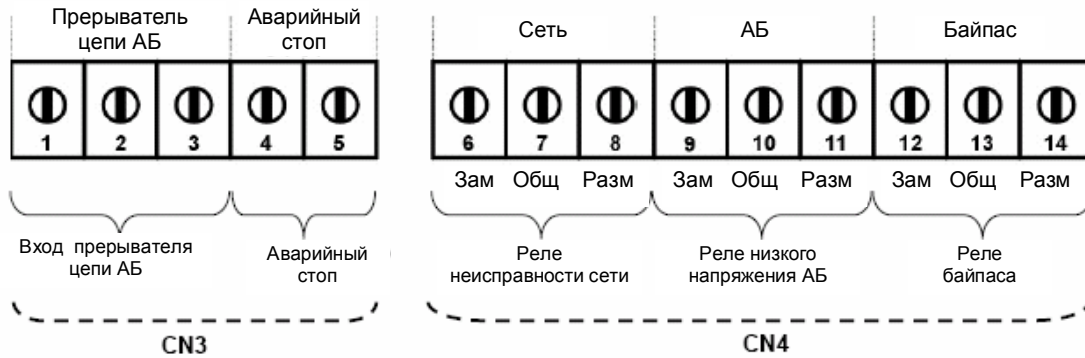 Прерыватель
цепи АБ
Аварийный
стоп
Сеть
АБ
Байпас
1 2 3 4 5
6 7 8 9 10 11 12 13 14
Зам Общ Разм Зам Общ Разм Зам Общ Разм
Вход прерывателя
цепи АБ
Аварийный
стоп
Реле
неисправности сети
Реле низкого
напряжения АБ
Реле
байпаса
CN3
CN4